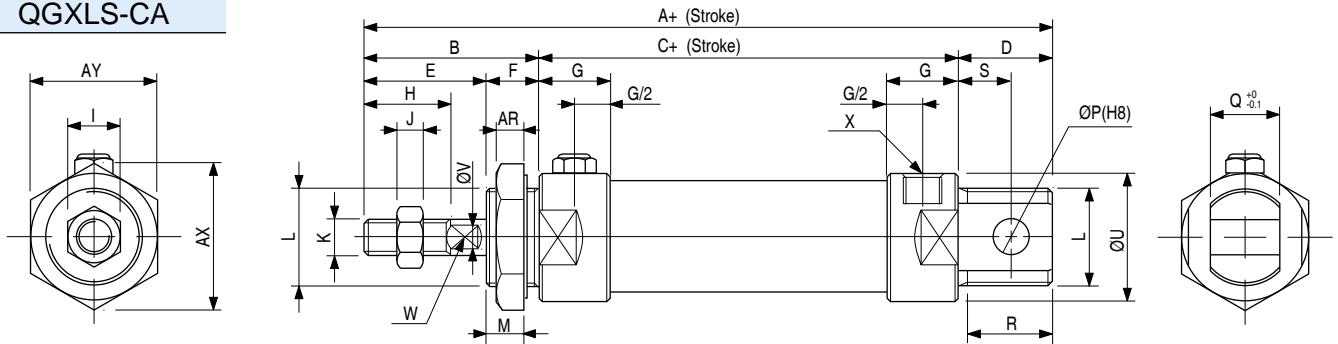 QGXLS-CA
A+ (Stroke)
B
C+ (Stroke)
D
AY
E
F
G
G
S
I
H
G/2
G/2
Q +0 -0.1
J
AR
X
ØP(H8)
ØV
AX
L
K
L
ØU
W
M
R